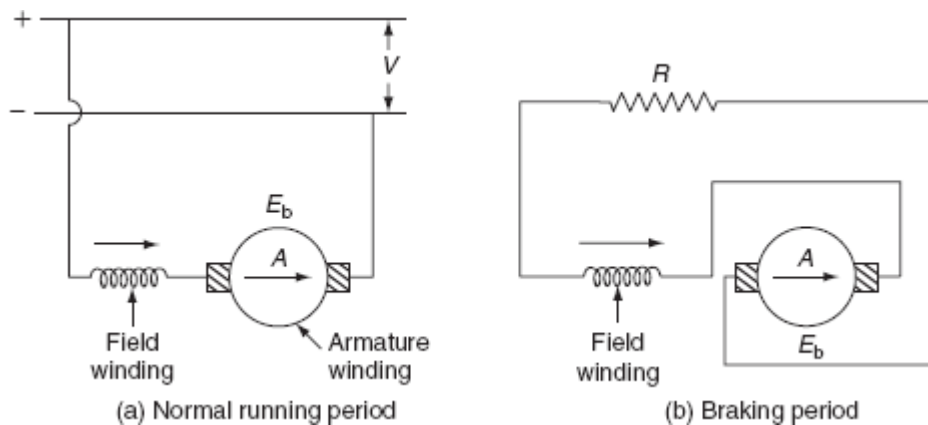 +
V
−
E_b
A
Field winding
Armature winding
(a) Normal running period
R
A
E_b
Field winding
(b) Braking period